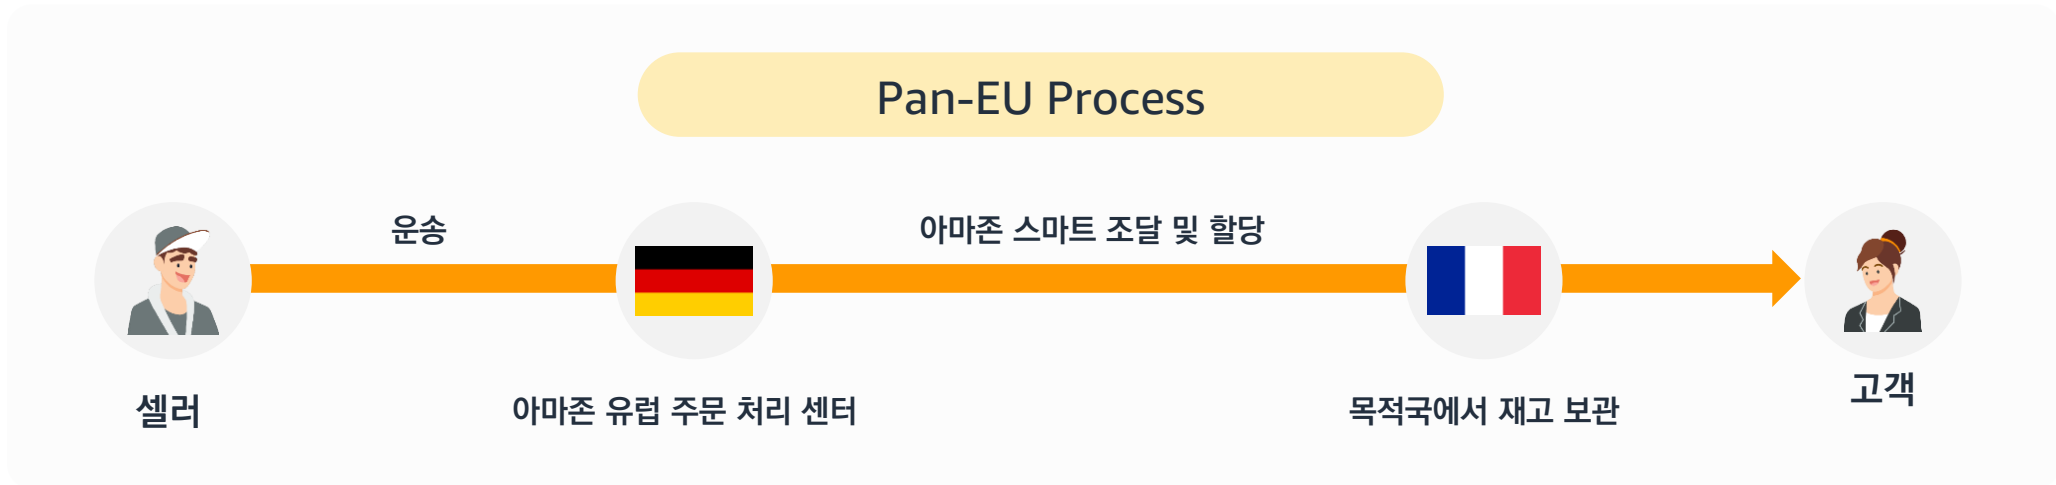 Pan-EU Process
운송
아마존 스마트 조달 및 할당
셀러
아마존 유럽 주문 처리 센터
목적국에서 재고 보관
고객